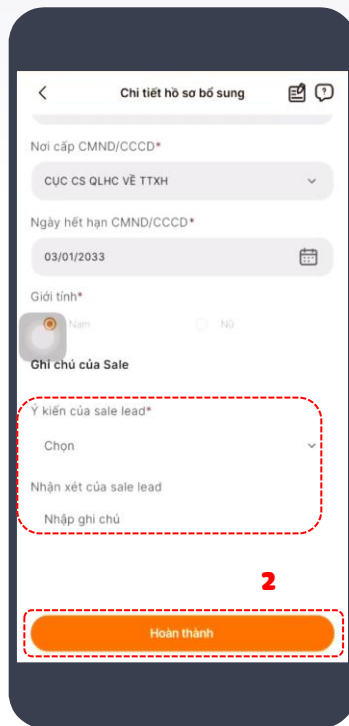 Chi tiết hồ sơ bổ sung
Nơi cấp CMND/CCCD*
CỤC CS QLHC VỀ TTXH
Ngày hết hạn CMND/CCCD*
03/01/2033
Giới tính*
Nam Nữ
Ghi chú của Sale
Ý kiến của sale lead*
Chọn
Nhận xét của sale lead
Nhập ghi chú
2
Hoàn thành